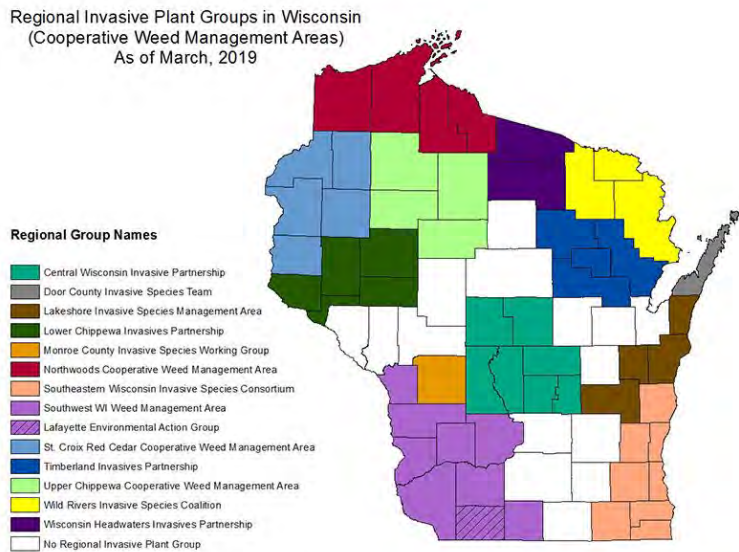 Regional Invasive Plant Groups in Wisconsin
(Cooperative Weed Management Areas)
As of March, 2019
Regional Group Names
Central Wisconsin Invasive Partnership
Door County Invasive Species Team
Lakeshore Invasive Species Management Area
Lower Chippewa Invasives Partnership
Monroe County Invasive Species Working Group
Northwoods Cooperative Weed Management Area
Southeastern Wisconsin Invasive Species Consortium
Southwest WI Weed Management Area
Lafayette Environmental Action Group
St. Croix Red Cedar Cooperative Weed Management Area
Timberland Invasives Partnership
Upper Chippewa Cooperative Weed Management Area
Wild Rivers Invasive Species Coalition
Wisconsin Headwaters Invasives Partnership
No Regional Invasive Plant Group